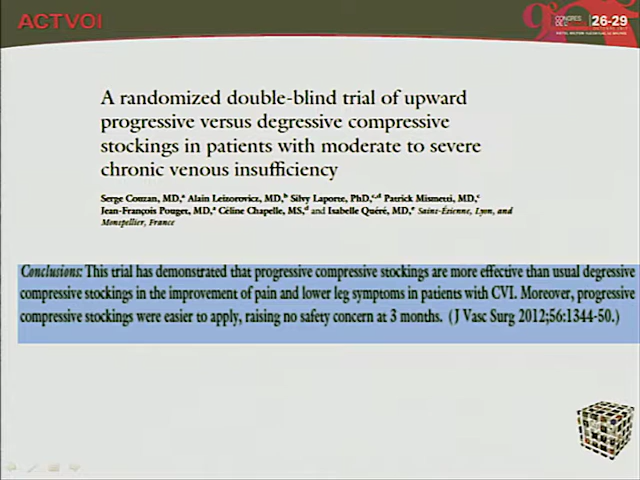 ACTVOI
CONGRES
26-29
A randomized double-blind trial of upward
progressive versus degressive compressive
stockings in patients with moderate to severe
chronic venous insufficiency
Serge Couzan, MD,a Alain Leizorovicz, MD,b Silvy Laporte, PhD,c,d Patrick Mismetti, MD,c
Jean-François Pouget, MD,a Céline Chapelle, MS,d and Isabelle Quéré, MD,e Saint-Étienne, Lyon, and
Montpellier, France
Conclusions: This trial has demonstrated that progressive compressive stockings are more effective than usual degressive
compressive stockings in the improvement of pain and lower leg symptoms in patients with CVI. Moreover, progressive
compressive stockings were easier to apply, raising no safety concern at 3 months. (J Vasc Surg 2012;56:1344-50.)